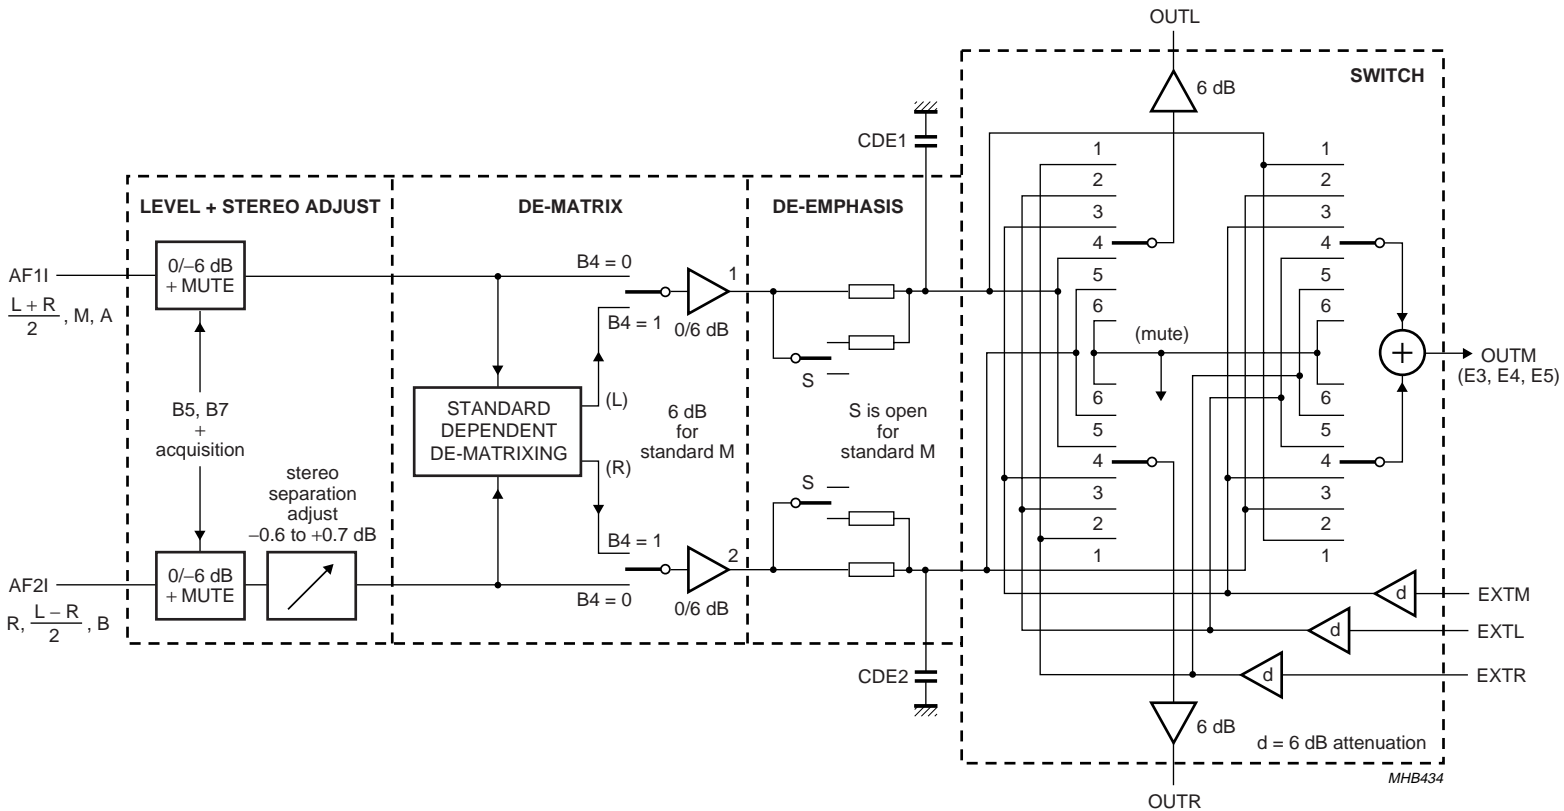 OUTL
SWITCH
6 dB
CDE1
1
2
3
4
5
6
6
5
4
3
2
1
1
2
3
4
5
6
6
5
4
3
2
1
(mute)
LEVEL + STEREO ADJUST
DE-MATRIX
DE-EMPHASIS
AF1I
L + R
2
, M, A
0/−6 dB
+ MUTE
B4 = 0
B4 = 1
1
0/6 dB
S
B5, B7
+
acquisition
STANDARD
DEPENDENT
DE-MATRIXING
(L)
(R)
6 dB
for
standard M
S is open
for
standard M
+
OUTM
(E3, E4, E5)
stereo
separation
adjust
−0.6 to +0.7 dB
S
AF2I
R,
L − R
2
, B
0/−6 dB
+ MUTE
B4 = 1
B4 = 0
2
0/6 dB
d
EXTM
d
EXTL
d
EXTR
CDE2
6 dB
d = 6 dB attenuation
MHB434
OUTR